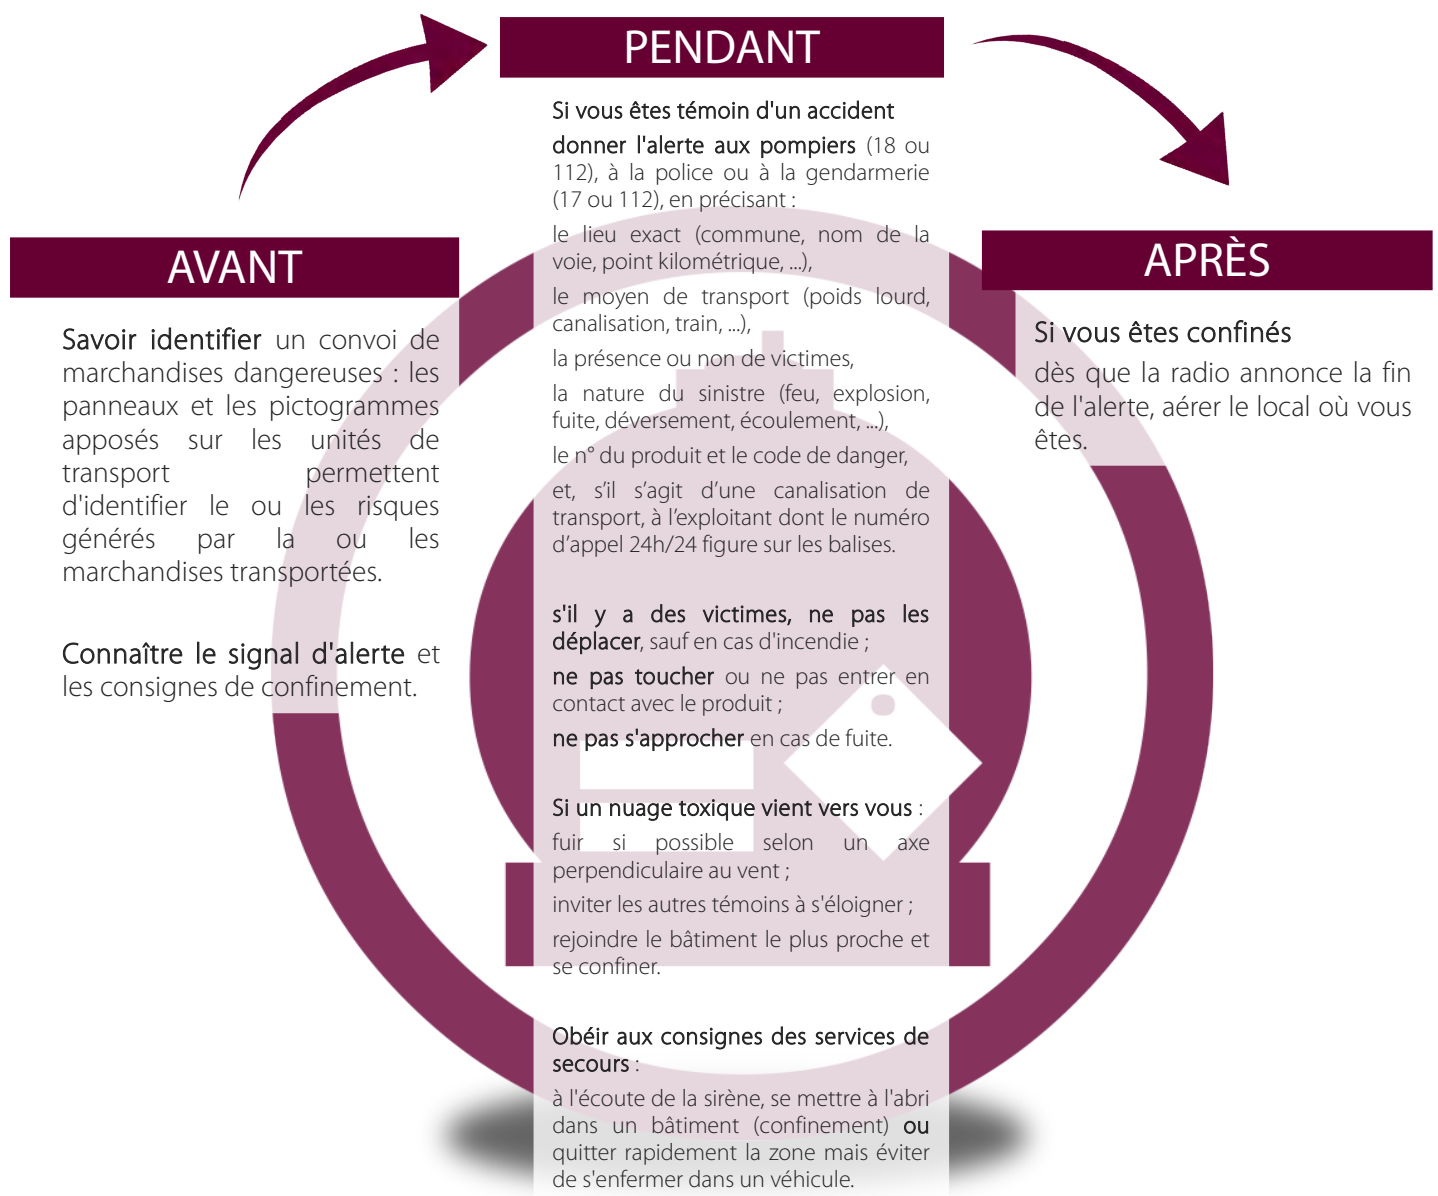 AVANT
Savoir identifier un convoi de
marchandises dangereuses : les
panneaux et les pictogrammes
apposés sur les unités de
transport permettent
d'identifier le ou les risques
générés par la ou les
marchandises transportées.
Connaître le signal d'alerte et
les consignes de confinement.
PENDANT
Si vous êtes témoin d'un accident
donner l'alerte aux pompiers (18 ou
112), à la police ou à la gendarmerie
(17 ou 112), en précisant :
le lieu exact (commune, nom de la
voie, point kilométrique, ...),
le moyen de transport (poids lourd,
canalisation, train, ...),
la présence ou non de victimes,
la nature du sinistre (feu, explosion,
fuite, déversement, écoulement, ...),
le n° du produit et le code de danger,
et, s’il s’agit d’une canalisation de
transport, à l’exploitant dont le numéro
d’appel 24h/24 figure sur les balises.
s'il y a des victimes, ne pas les
déplacer, sauf en cas d'incendie ;
ne pas toucher ou ne pas entrer en
contact avec le produit ;
ne pas s'approcher en cas de fuite.
Si un nuage toxique vient vers vous :
fuir si possible selon un axe
perpendiculaire au vent ;
inviter les autres témoins à s'éloigner ;
rejoindre le bâtiment le plus proche et
se confiner.
Obéir aux consignes des services de
secours :
à l'écoute de la sirène, se mettre à l'abri
dans un bâtiment (confinement) ou
quitter rapidement la zone mais éviter
de s'enfermer dans un véhicule.
APRÈS
Si vous êtes confinés
dès que la radio annonce la fin
de l'alerte, aérer le local où vous
êtes.